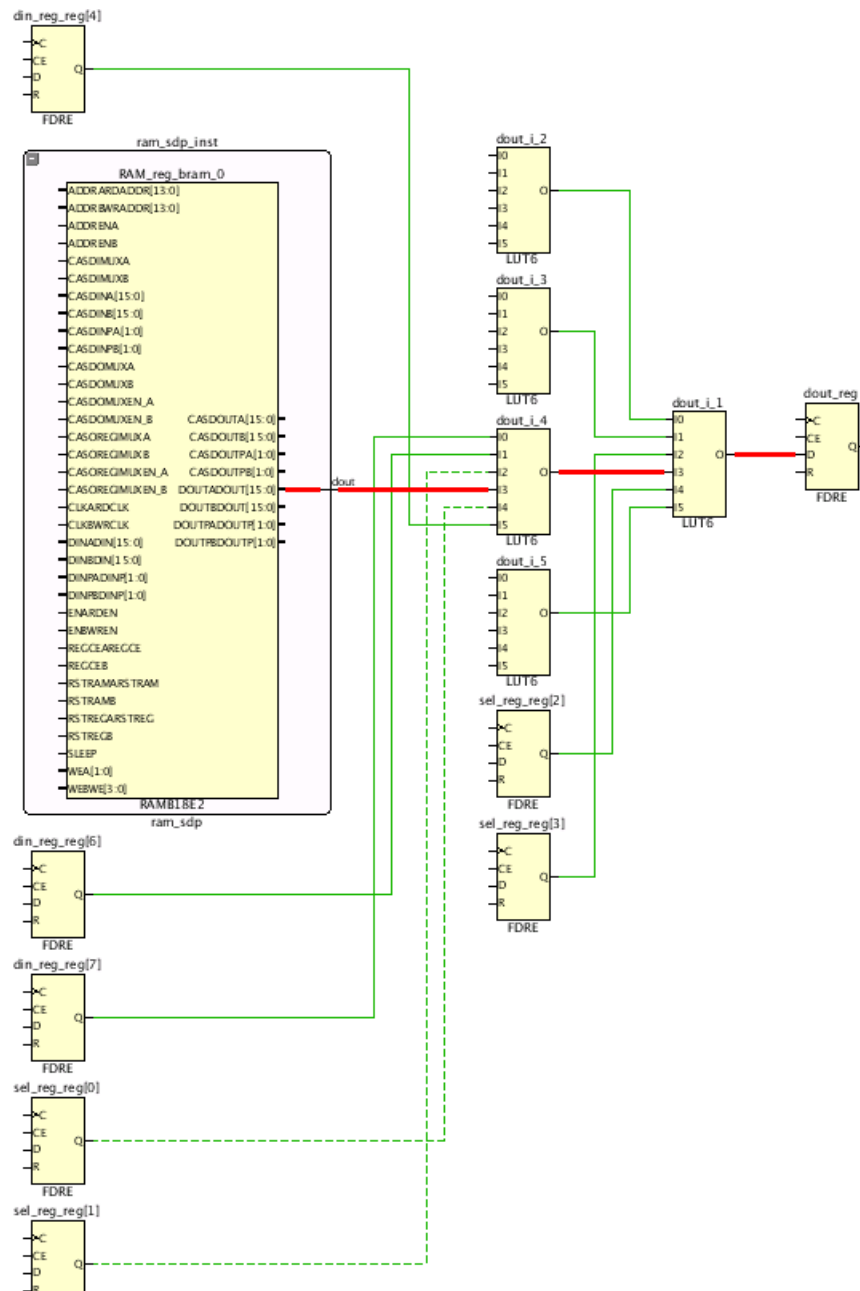 din_reg_reg[4]
C
CE
D
R
Q
FDRE
ram_sdp_inst
RAM_reg_bram_0
ADDRARDADDR[13:0]
ADDRBWRADDR[13:0]
ADDRENA
ADDRENB
CASDIMUXA
CASDIMUXB
CASDINA[15:0]
CASDINB[15:0]
CASDINPA[1:0]
CASDINPB[1:0]
CASDOMUXA
CASDOMUXB
CASDOMUXEN_A
CASDOMUXEN_B CASDOUTA[15:0]
CASOREGIMUXA CASDOUTB[15:0]
CASOREGIMUXB CASDOUTPA[1:0]
CASOREGIMUXEN_A CASDOUTPB[1:0]
CASOREGIMUXEN_B DOUTADOUT[15:0] dout
CLKARDCLK DOUTBDOUT[15:0]
CLKBWRCLK DOUTPADOUTP[1:0]
DINADIN[15:0] DOUTPBDOUTP[1:0]
DINBDIN[15:0]
DINPADINP[1:0]
DINPBDINP[1:0]
ENARDEN
ENBWREN
REGCEAREGCE
REGCEB
RSTRAMARSTRAM
RSTRAMB
RSTREGARSTREG
RSTREGB
SLEEP
WEA[1:0]
WEBWE[3:0]
RAMB18E2
ram_sdp
din_reg_reg[6]
C
CE
D
R
Q
FDRE
din_reg_reg[7]
C
CE
D
R
Q
FDRE
sel_reg_reg[0]
C
CE
D
R
Q
FDRE
sel_reg_reg[1]
C
CE
D
R
Q
dout_i_2
I0
I1
I2
I3
I4
I5
O
LUT6
dout_i_3
I0
I1
I2
I3
I4
I5
O
LUT6
dout_i_4
I0
I1
I2
I3
I4
I5
O
LUT6
dout_i_5
I0
I1
I2
I3
I4
I5
O
LUT6
sel_reg_reg[2]
C
CE
D
R
Q
FDRE
sel_reg_reg[3]
C
CE
D
R
Q
FDRE
dout_i_1
I0
I1
I2
I3
I4
I5
O
LUT6
dout_reg
C
CE
D
R
Q
FDRE